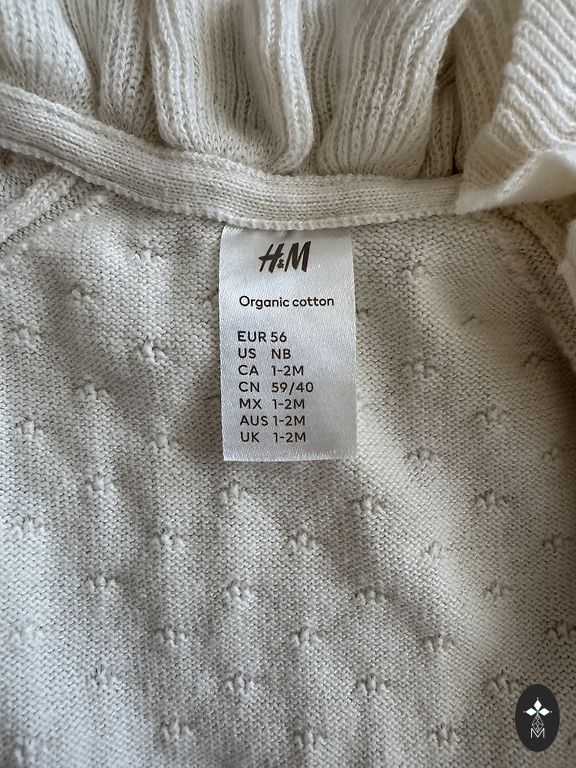 H&M
Organic cotton
EUR 56
US NB
CA 1-2M
CN 59/40
MX 1-2M
AUS 1-2M
UK 1-2M
M